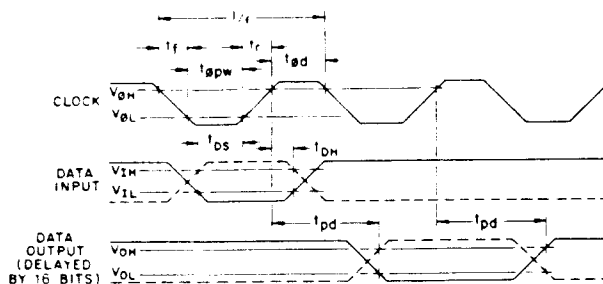 1/f
tf tr tød
tøpw
CLOCK
VØH
VØL
tDS tDH
DATA
INPUT
VIH
VIL
tpd tpd
DATA
OUTPUT
(DELAYED
BY 16 BITS)
VOH
VOL